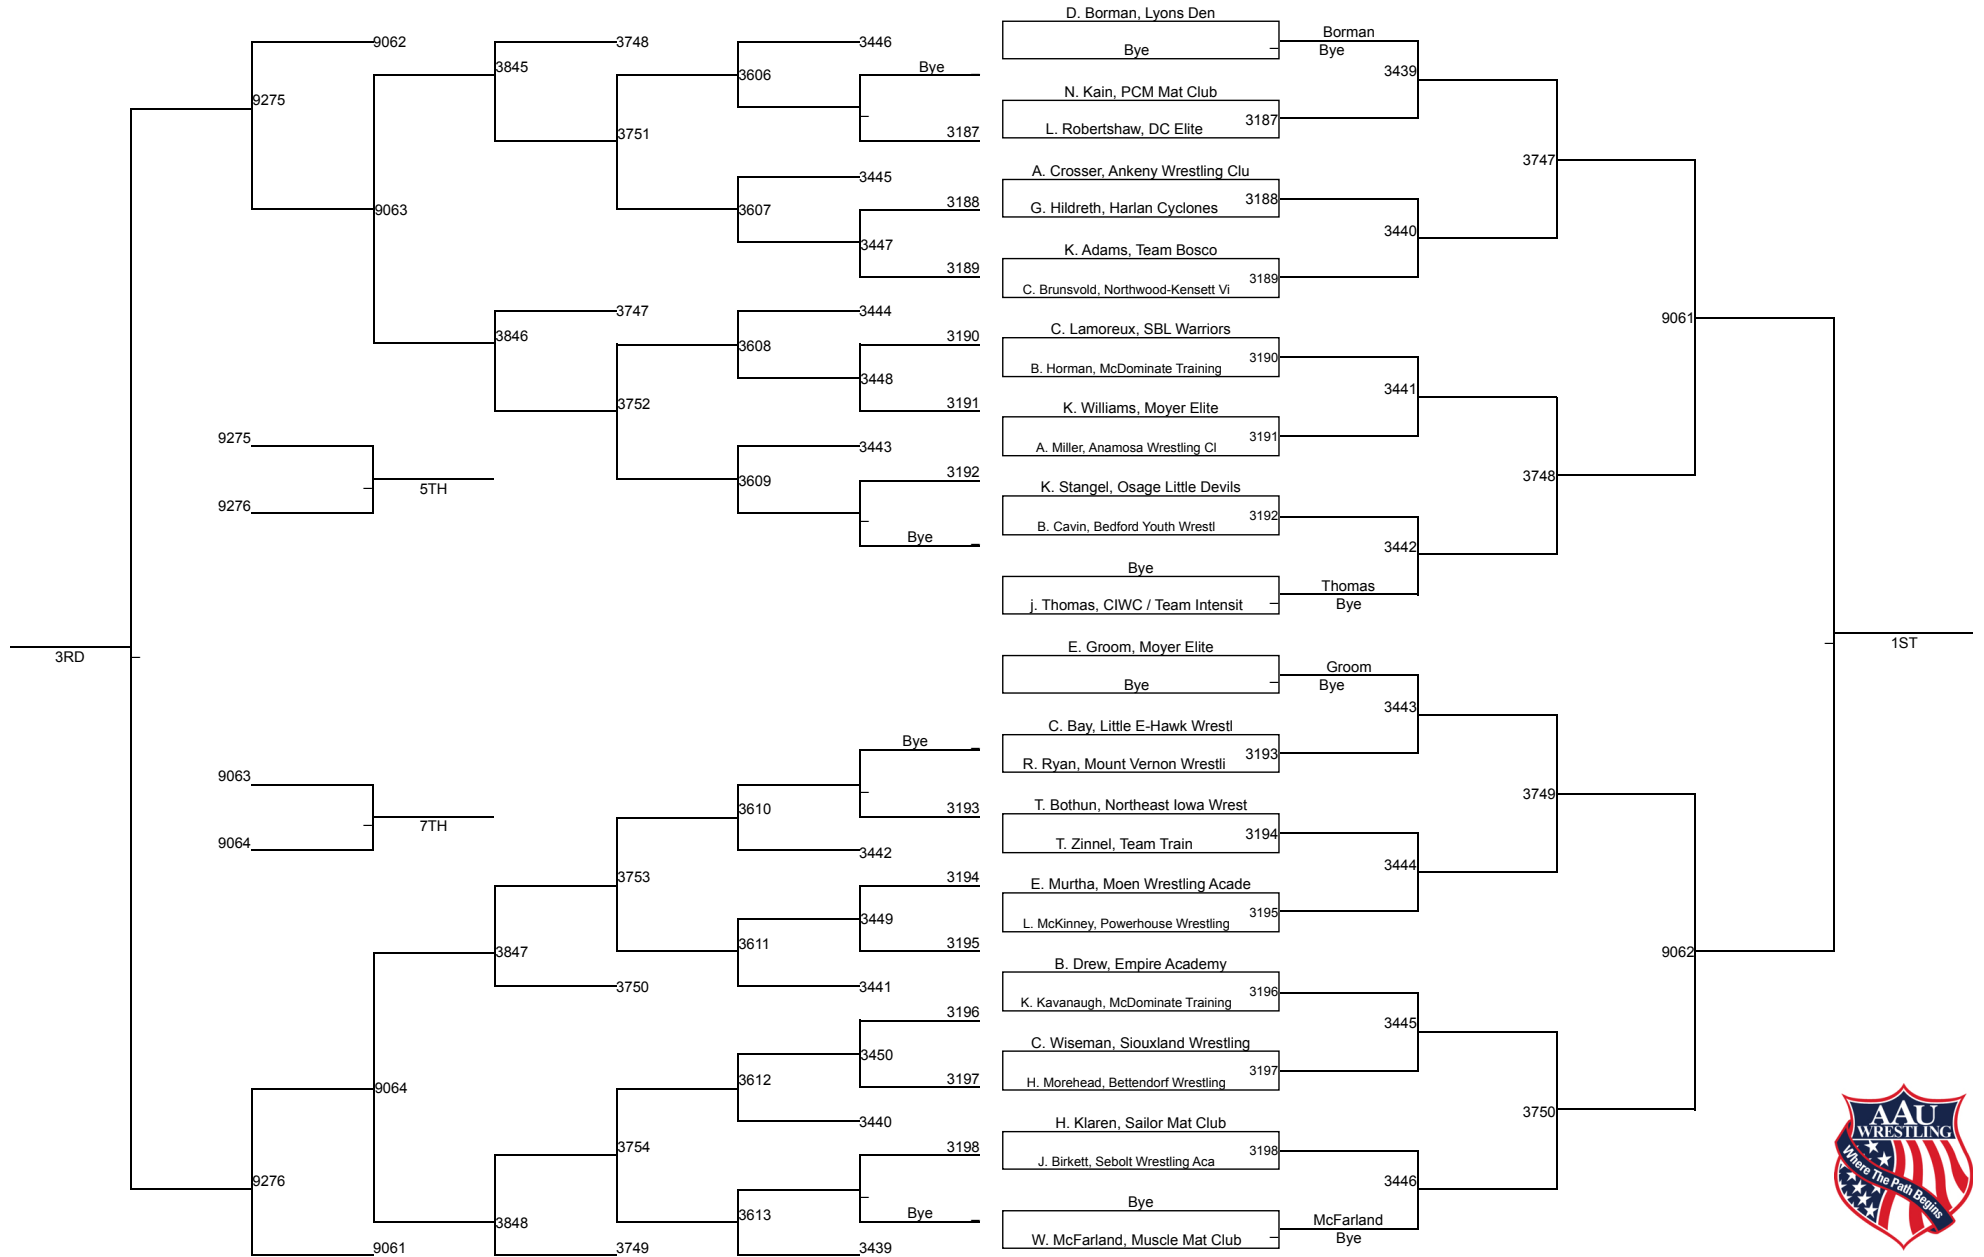 D. Borman, Lyons Den
Bye
Borman
Bye
3439
N. Kain, PCM Mat Club
L. Robertshaw, DC Elite
3187
A. Crosser, Ankeny Wrestling Clu
G. Hildreth, Harlan Cyclones
3188
3440
K. Adams, Team Bosco
C. Brunsvold, Northwood-Kensett Vi
3189
3747
C. Lamoreux, SBL Warriors
B. Horman, McDominate Training
3190
3441
K. Williams, Moyer Elite
A. Miller, Anamosa Wrestling Cl
3191
3748
K. Stangel, Osage Little Devils
B. Cavin, Bedford Youth Wrestl
3192
3442
Bye
j. Thomas, CIWC / Team Intensit
Thomas
Bye
9061
E. Groom, Moyer Elite
Bye
Groom
Bye
3443
C. Bay, Little E-Hawk Wrestl
R. Ryan, Mount Vernon Wrestli
3193
3749
T. Bothun, Northeast Iowa Wrest
T. Zinnel, Team Train
3194
3444
E. Murtha, Moen Wrestling Acade
L. McKinney, Powerhouse Wrestling
3195
9062
B. Drew, Empire Academy
K. Kavanaugh, McDominate Training
3196
3445
C. Wiseman, Siouxland Wrestling
H. Morehead, Bettendorf Wrestling
3197
3750
H. Klaren, Sailor Mat Club
J. Birkett, Sebolt Wrestling Aca
3198
3446
Bye
W. McFarland, Muscle Mat Club
McFarland
Bye
1ST
9062
3748
3446
3845
3606
Bye
9275
3751
3187
3445
3188
9063
3607
3447
3189
3747
3444
3846
3608
3190
3448
3752
3191
9275
3443
3192
5TH
3609
9276
Bye
3RD
Bye
9063
3610
3193
7TH
9064
3442
3753
3194
3449
3611
3195
3847
3750
3441
3196
3450
3612
3197
9064
3440
3754
3198
9276
3613
Bye
3848
9061
3749
3439
AAU
WRESTLING
Where The Path Begins